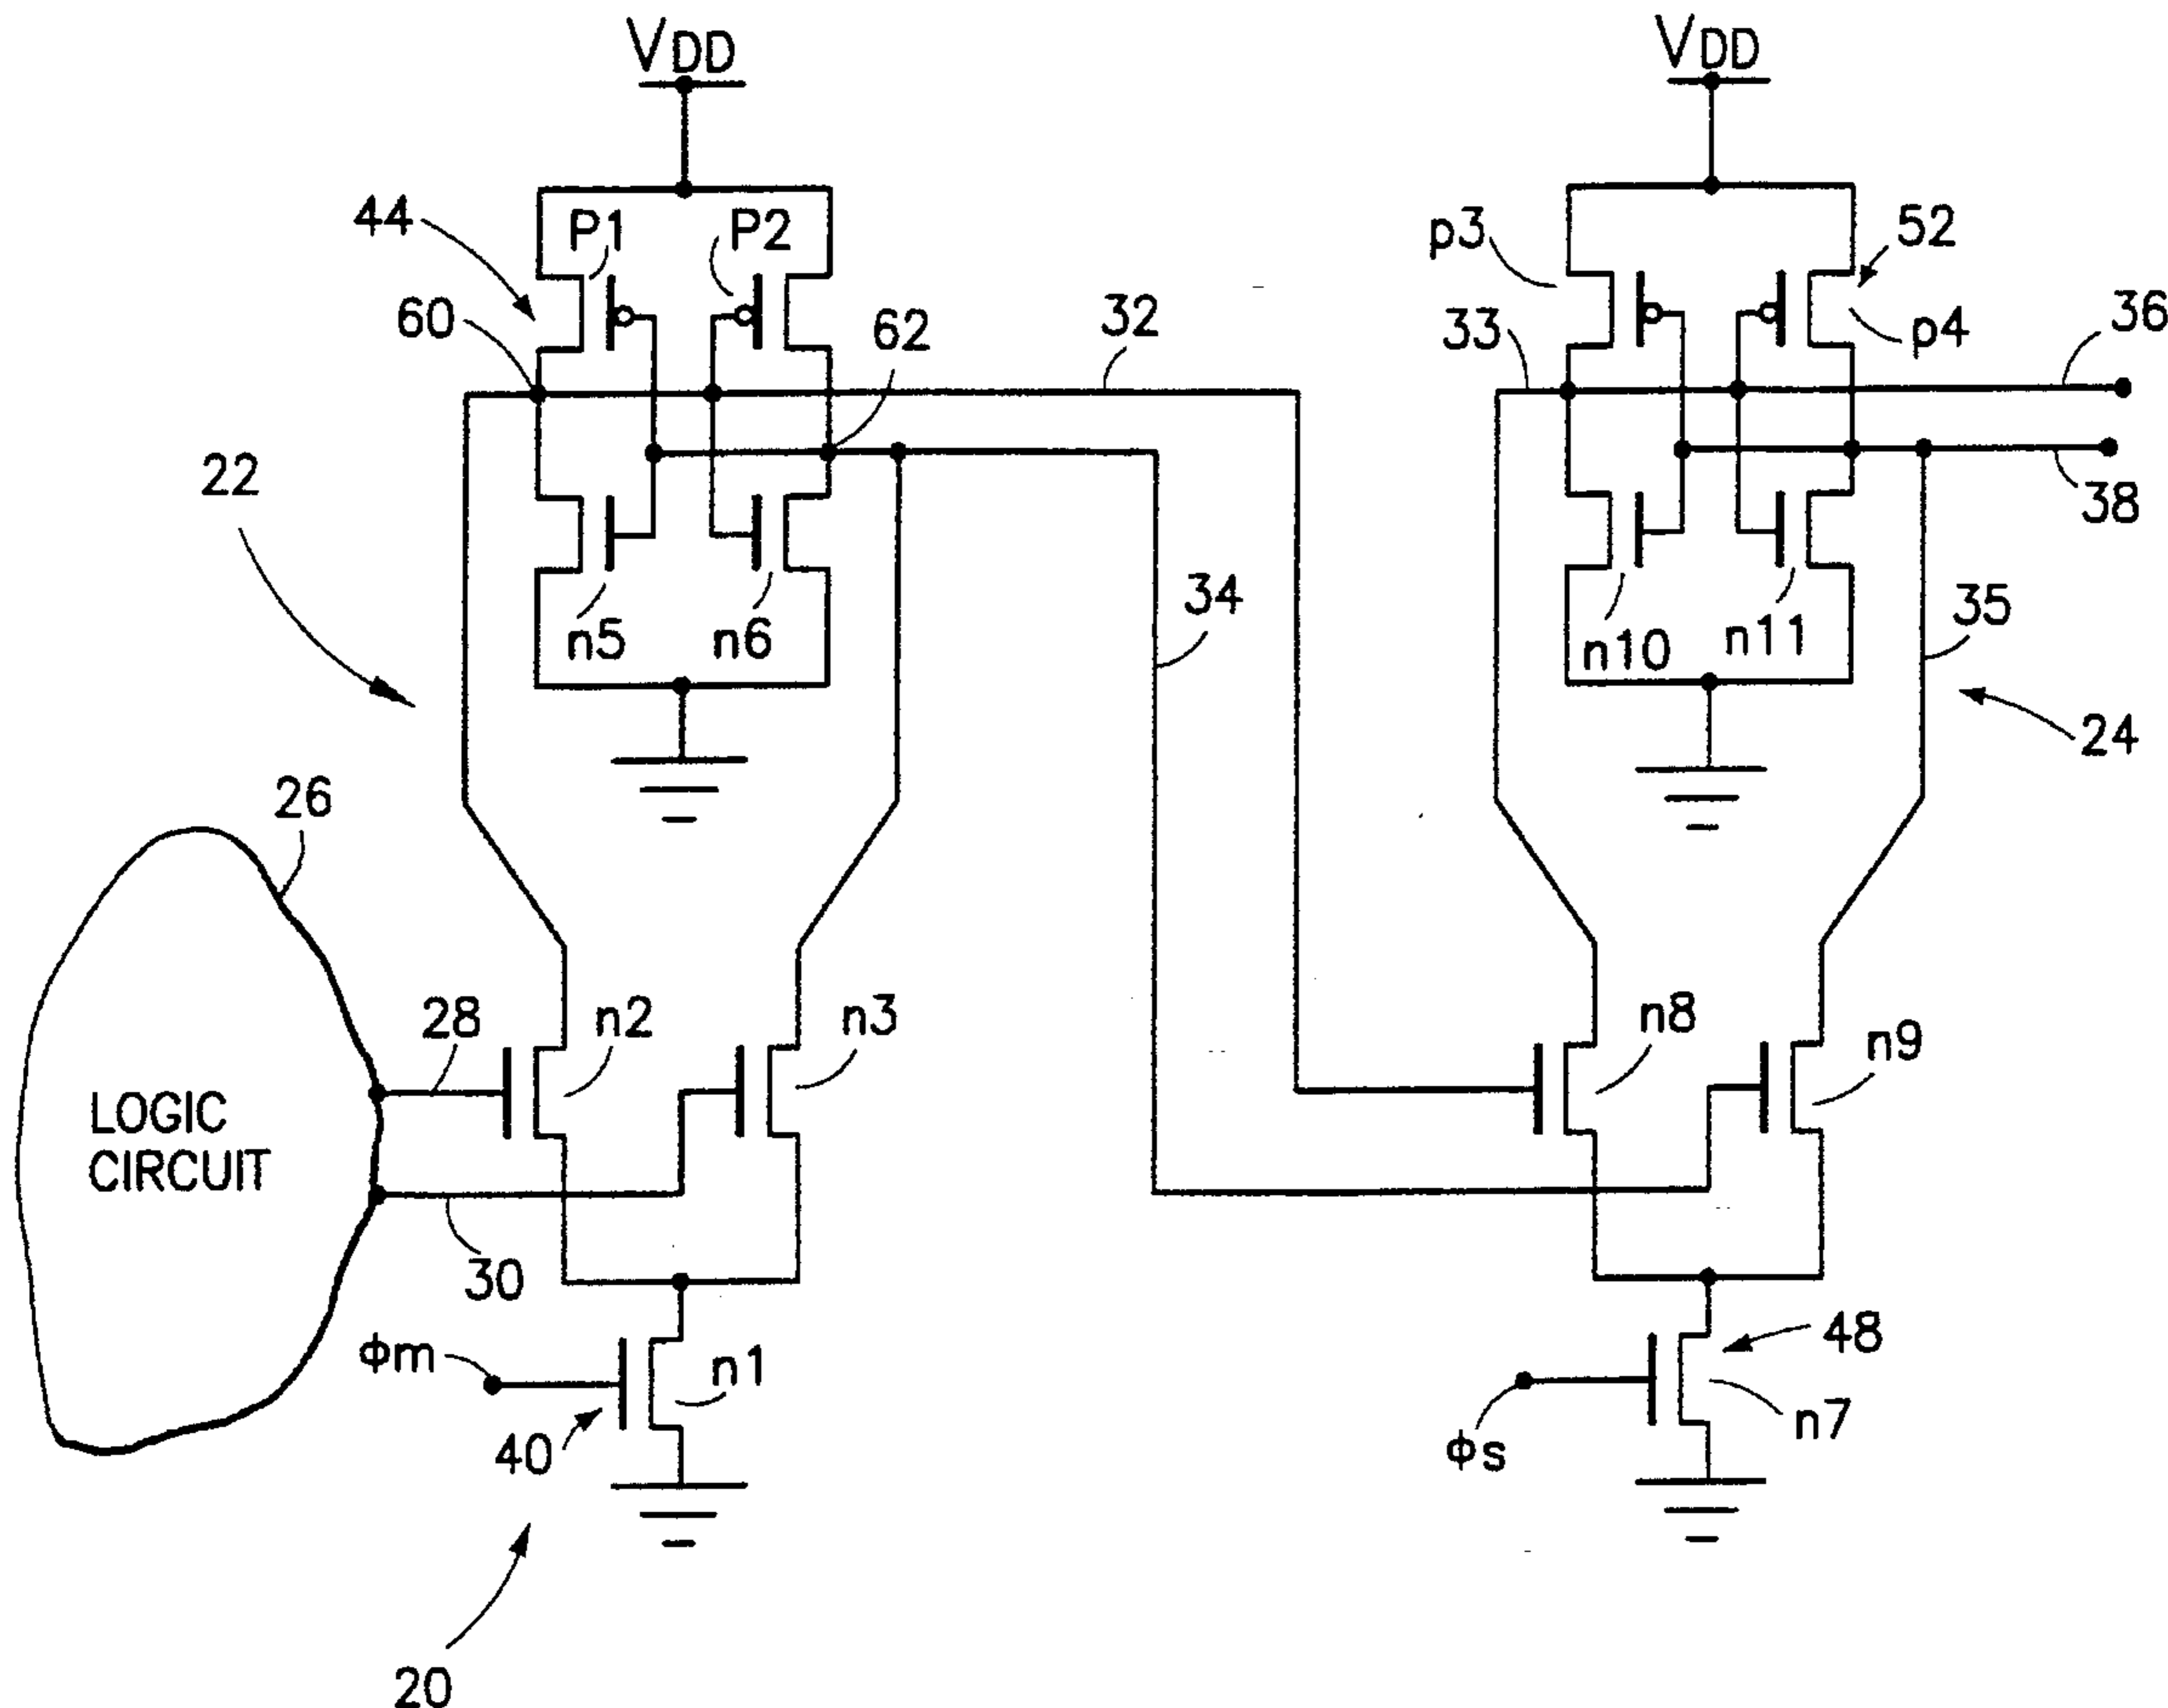 VDD
VDD
44
P1
P2
p3
52
60
62
32
33
p4
36
22
38
n5
n6
34
n10
n11
35
24
26
28
n2
n3
n8
n9
LOGIC
CIRCUIT
30
φm
n1
48
40
φs
n7
20